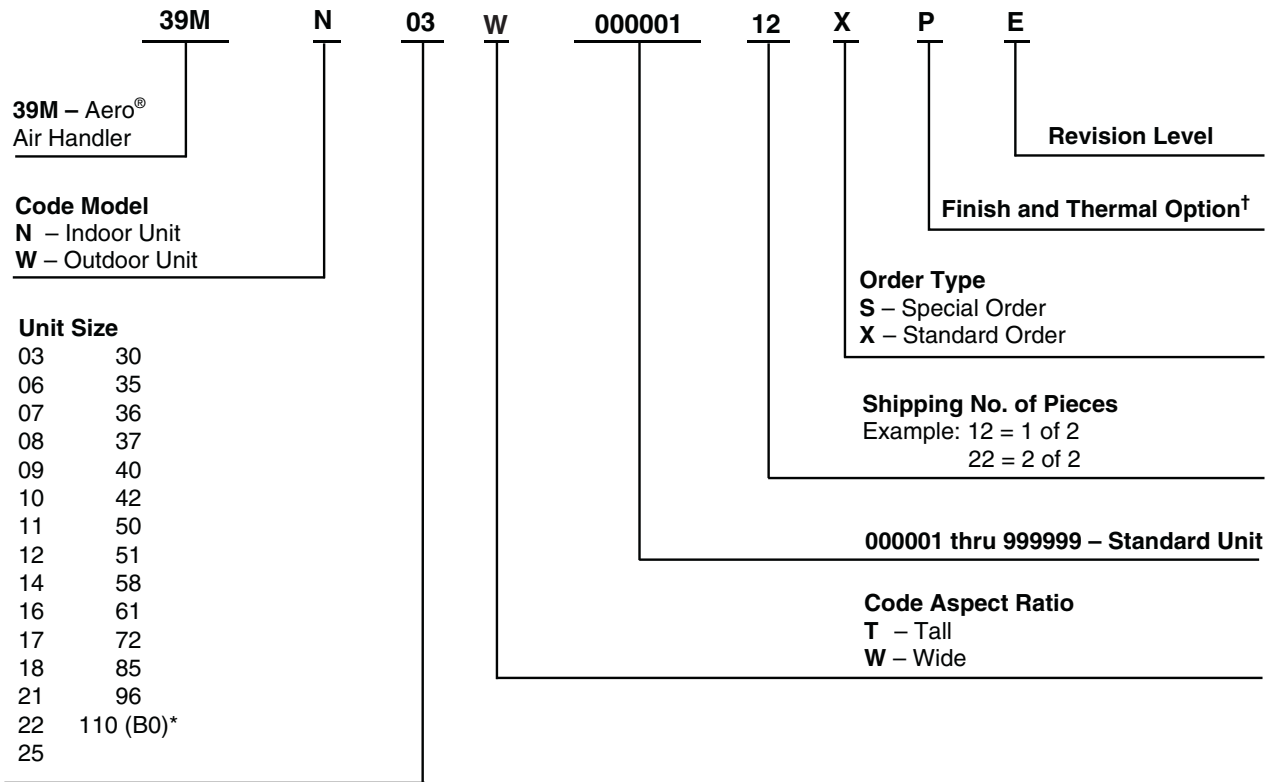 39M N 03 W 000001 12 X P E
39M – Aero®
Air Handler
Revision Level
Code Model
N – Indoor Unit
W – Outdoor Unit
Finish and Thermal Option†
Order Type
S – Special Order
X – Standard Order
Unit Size
03 30
06 35
07 36
08 37
09 40
10 42
11 50
12 51
14 58
16 61
17 72
18 85
21 96
22 110 (B0)*
25
Shipping No. of Pieces
Example: 12 = 1 of 2
22 = 2 of 2
000001 thru 999999 – Standard Unit
Code Aspect Ratio
T – Tall
W – Wide